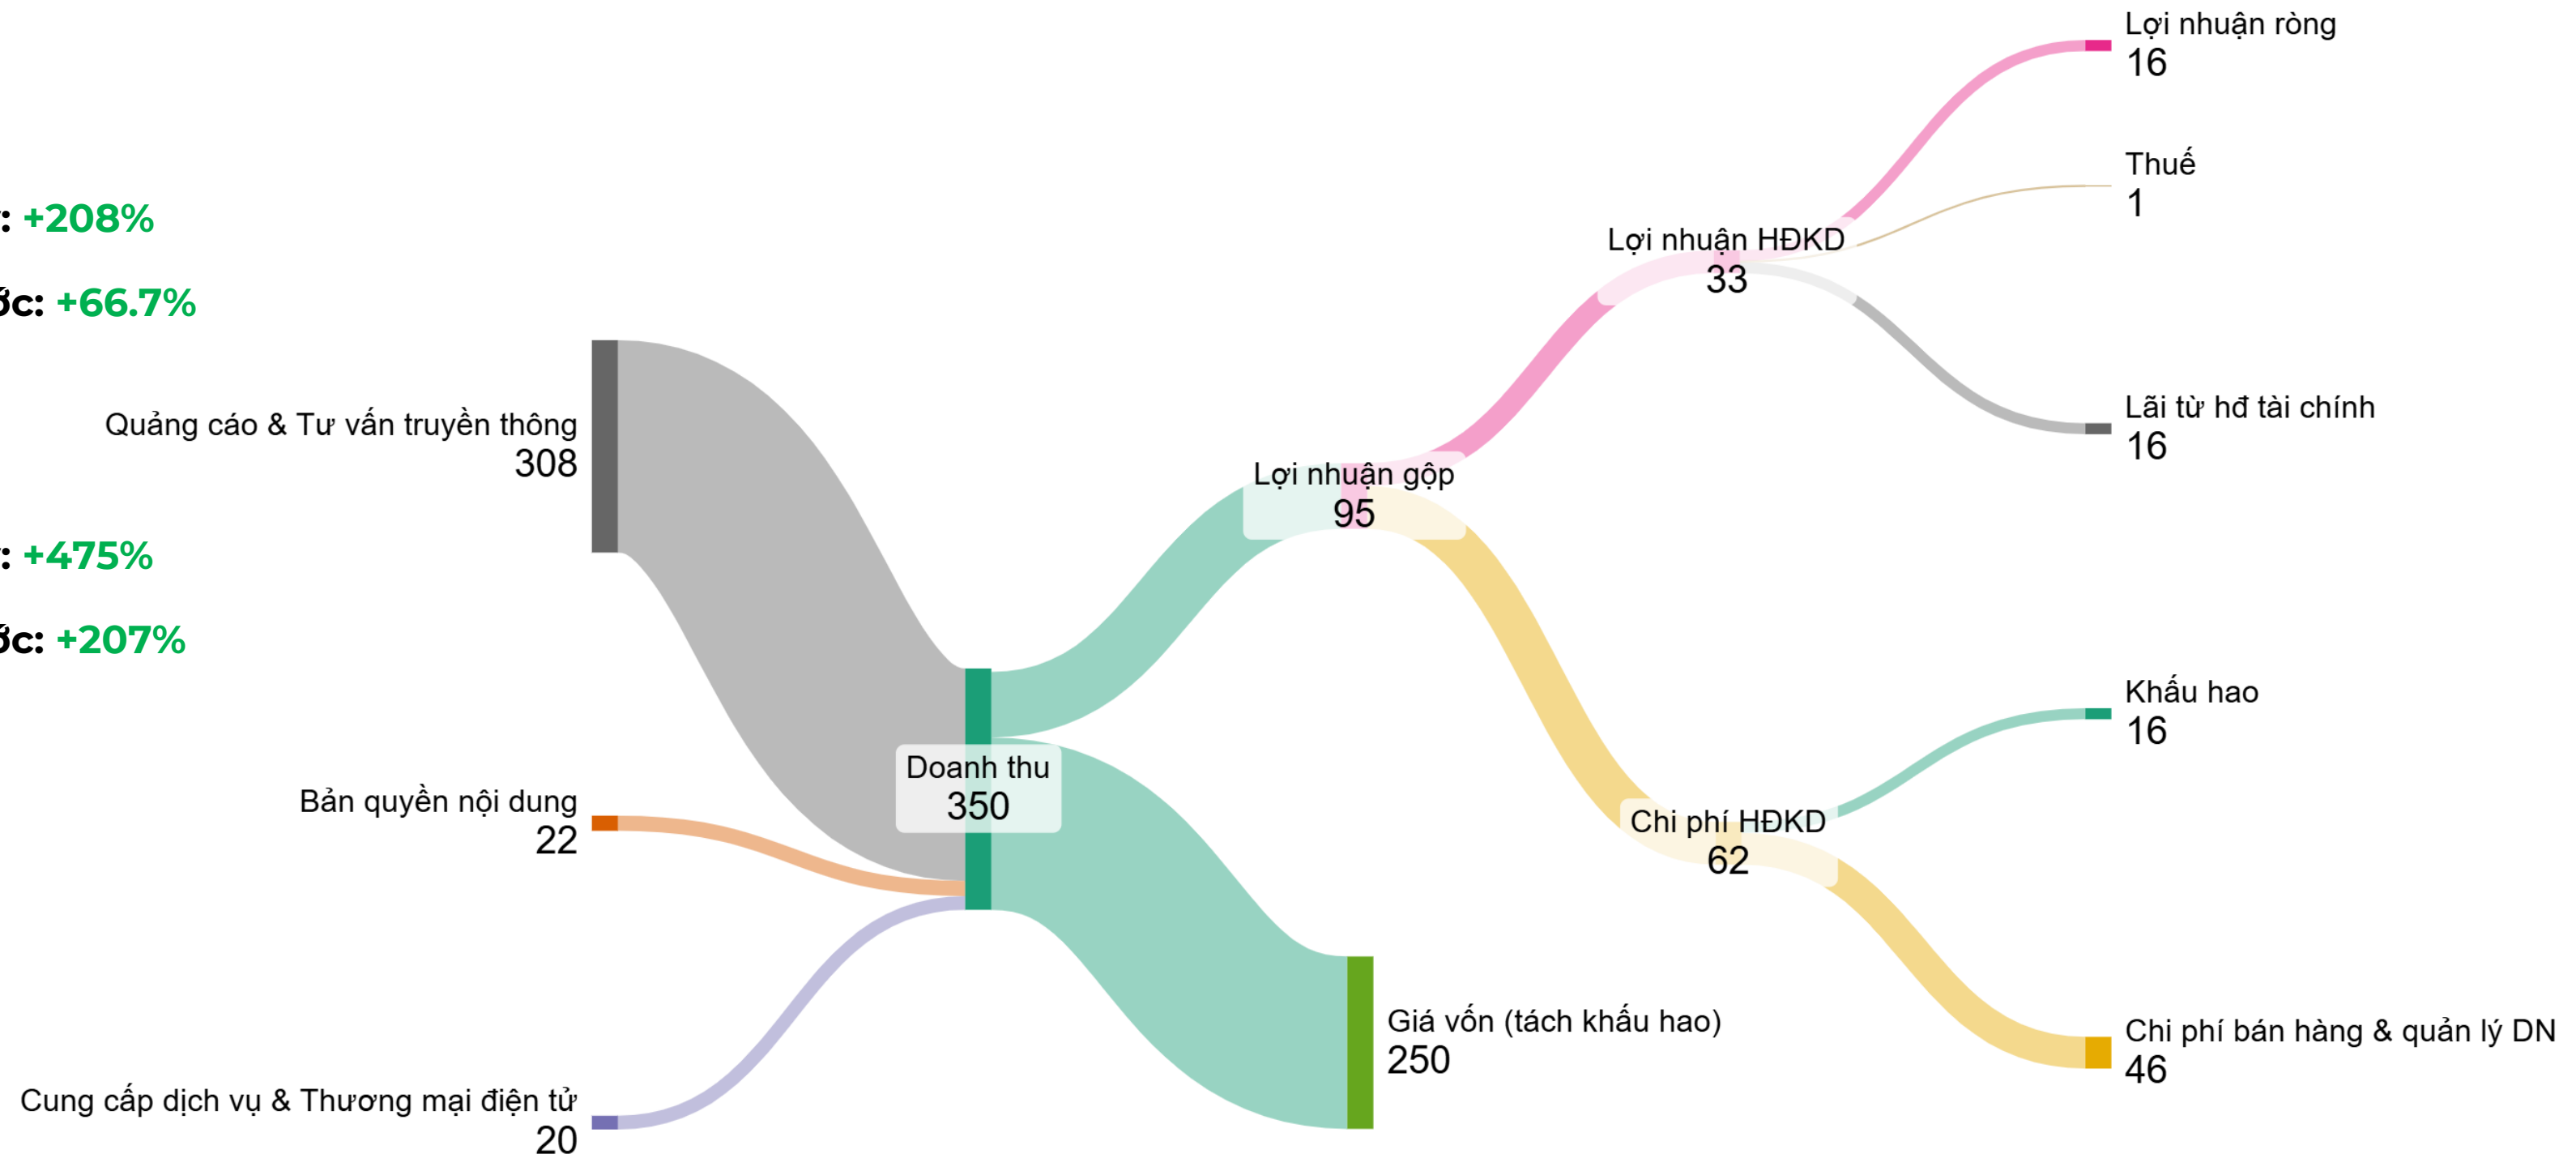 +208%
+66.7%
+475%
+207%
Quảng cáo & Tư vấn truyền thông
308
Bản quyền nội dung
22
Cung cấp dịch vụ & Thương mại điện tử
20
Doanh thu
350
Lợi nhuận gộp
95
Giá vốn (tách khấu hao)
250
Lợi nhuận HĐKD
33
Chi phí HĐKD
62
Lợi nhuận ròng
16
Thuế
1
Lãi từ hđ tài chính
16
Khấu hao
16
Chi phí bán hàng & quản lý DN
46